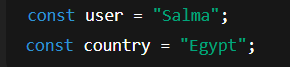 const user = "Salma";
const country = "Egypt";